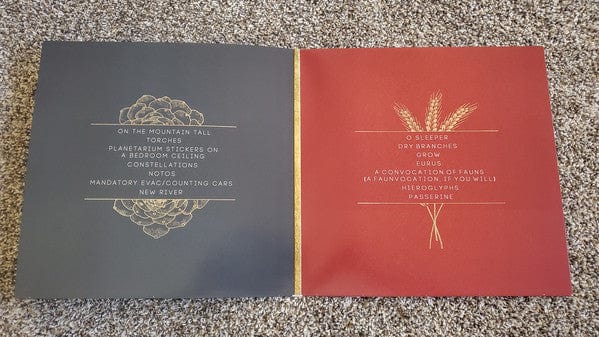 ON THE MOUNTAIN TALL
TORCHES
PLANETARIUM STICKERS ON
A BEDROOM CEILING
CONSTELLATIONS
NOTOS
MANDATORY EVAC/COUNTING CARS
NEW RIVER
O SLEEPER
DRY BRANCHES
GROW
EURUS
A CONVOCATION OF FAUNS
(A FAUNVOCATION, IF YOU WILL)
HIEROGLYPHS
PASSERINE